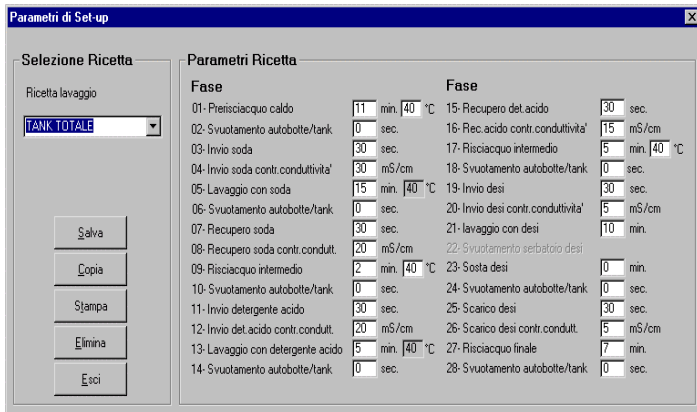 Parametri di Set-up
Selezione Ricetta
Ricetta lavaggio
TANK TOTALE
Salva
Copia
Stampa
Elimina
Esci
Parametri Ricetta
Fase
01- Prerisciacquo caldo 11 min. 40 °C
02- Svuotamento autobotte/tank 0 sec.
03- Invio soda 30 sec.
04- Invio soda contr.conduttivita' 30 mS/cm
05- Lavaggio con soda 15 min. 40 °C
06- Svuotamento autobotte/tank 0 sec.
07- Recupero soda 30 sec.
08- Recupero soda contr.condutt. 20 mS/cm
09- Risciacquo intermedio 2 min. 40 °C
10- Svuotamento autobotte/tank 0 sec.
11- Invio detergente acido 30 sec.
12- Invio det.acido contr.condutt. 20 mS/cm
13- Lavaggio con detergente acido 5 min. 40 °C
14- Svuotamento autobotte/tank 0 sec.
Fase
15- Recupero det.acido 30 sec.
16- Rec.acido contr.conduttivita' 15 mS/cm
17- Risciacquo intermedio 5 min. 40 °C
18- Svuotamento autobotte/tank 0 sec.
19- Invio desi 30 sec.
20- Invio desi contr.conduttivita' 5 mS/cm
21- lavaggio con desi 10 min.
22- Svuotamento serbatoio desi
23- Sosta desi 0 min.
24- Svuotamento autobotte/tank 0 sec.
25- Scarico desi 30 sec.
26- Scarico desi contr.condutt. 5 mS/cm
27- Risciacquo finale 7 min.
28- Svuotamento autobotte/tank 0 sec.